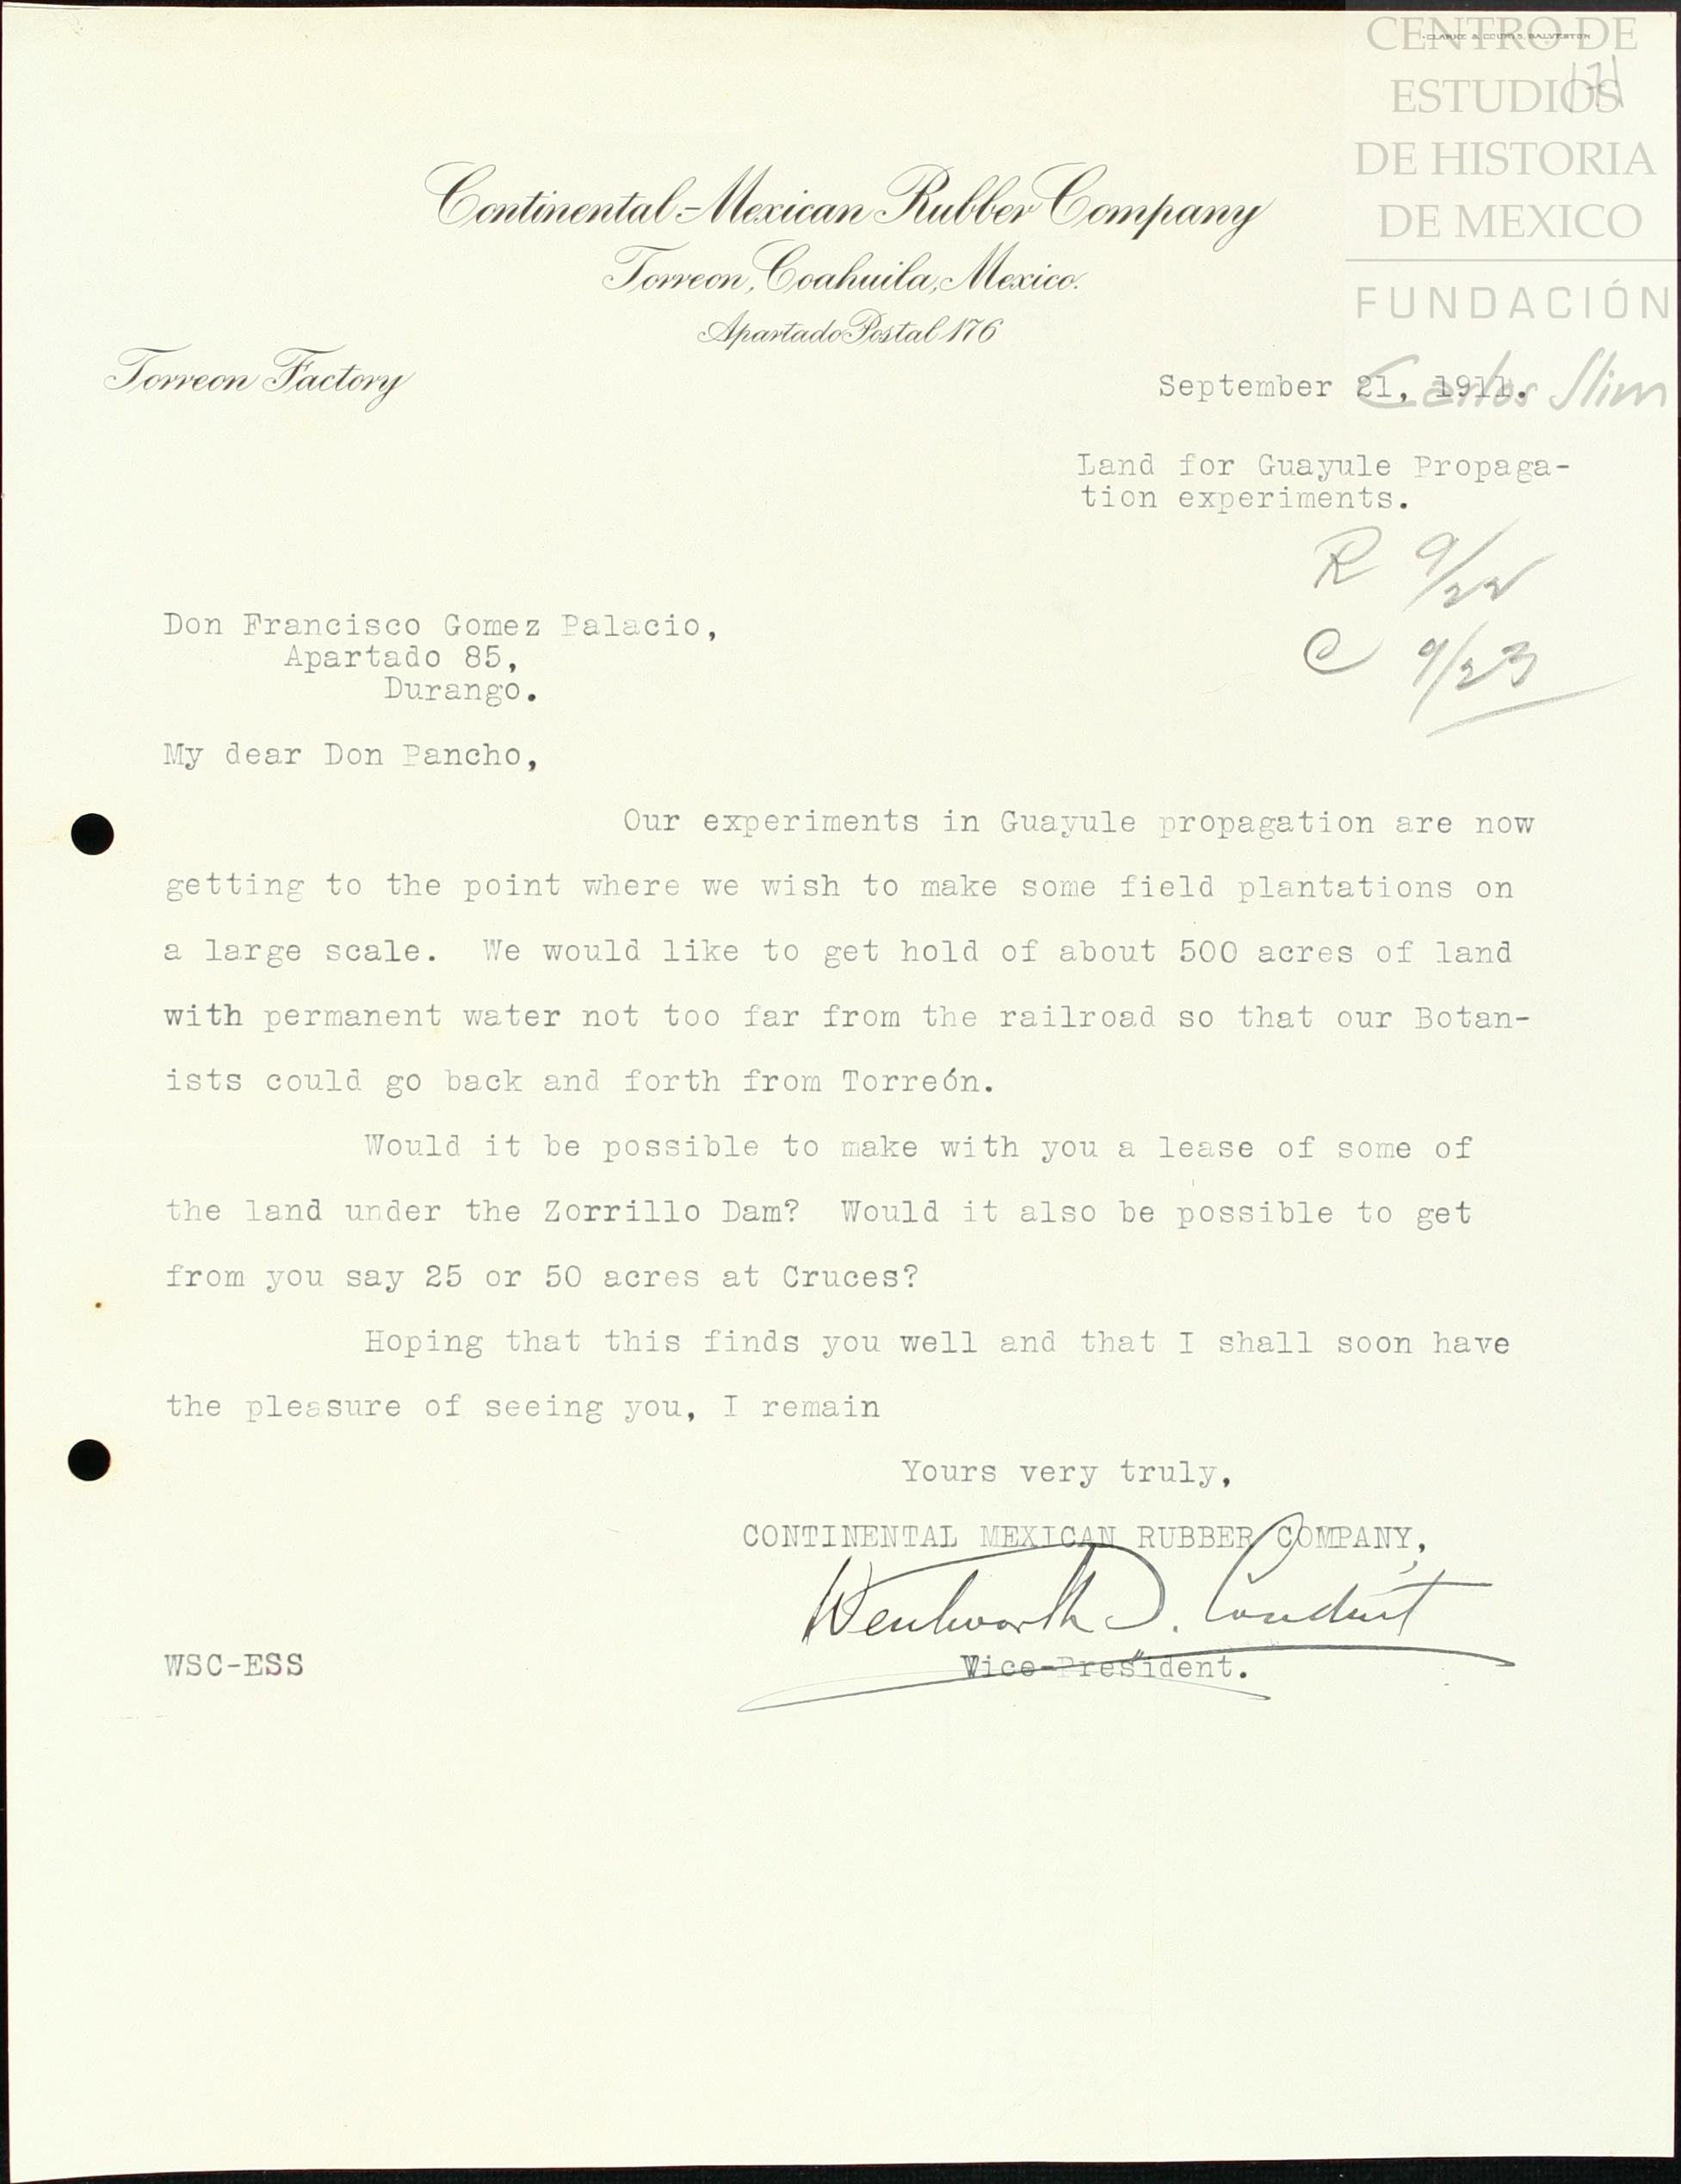 CLARKE & COURTS, GALVESTON
CENTRO DE
ESTUDIOS
171
DE HISTORIA
DE MEXICO
FUNDACIÓN
Carlos Slim
Continental-Mexican Rubber Company
Torreon, Coahuila, Mexico.
Apartado Postal 176
Torreon Factory
September 21, 1911.
Land for Guayule Propaga-
tion experiments.
R 9/22
C 9/23
Don Francisco Gomez Palacio,
Apartado 85,
Durango.
My dear Don Pancho,
Our experiments in Guayule propagation are now
getting to the point where we wish to make some field plantations on
a large scale. We would like to get hold of about 500 acres of land
with permanent water not too far from the railroad so that our Botan-
ists could go back and forth from Torreón.
Would it be possible to make with you a lease of some of
the land under the Zorrillo Dam? Would it also be possible to get
from you say 25 or 50 acres at Cruces?
Hoping that this finds you well and that I shall soon have
the pleasure of seeing you, I remain
Yours very truly,
CONTINENTAL MEXICAN RUBBER COMPANY,
Wentworth
Vice-President.
WSC-ESS